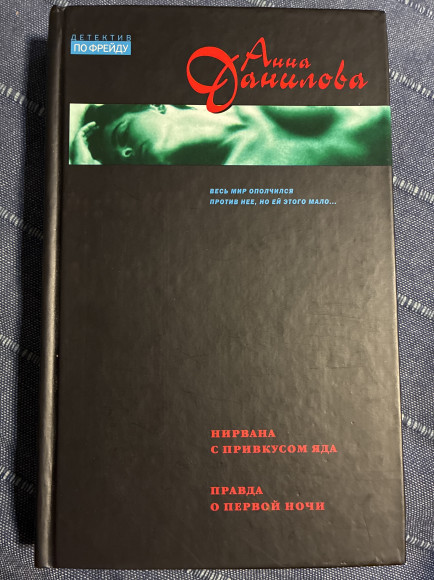 ДЕТЕКТИВ
ПО ФРЕЙДУ
Анна
Данилова
ВЕСЬ МИР ОПОЛЧИЛСЯ
ПРОТИВ НЕЕ, НО ЕЙ ЭТОГО МАЛО...
НИРВАНА
С ПРИВКУСОМ ЯДА
ПРАВДА
О ПЕРВОЙ НОЧИ